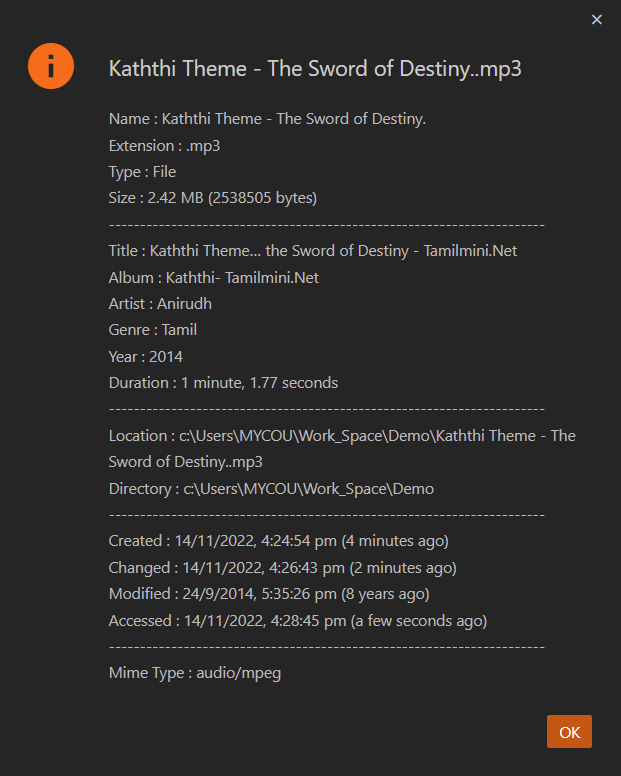 Kaththi Theme - The Sword of Destiny..mp3
Name : Kaththi Theme - The Sword of Destiny.
Extension : .mp3
Type : File
Size : 2.42 MB (2538505 bytes)
----------------------------------------------------------------------
Title : Kaththi Theme... the Sword of Destiny - Tamilmini.Net
Album : Kaththi- Tamilmini.Net
Artist : Anirudh
Genre : Tamil
Year : 2014
Duration : 1 minute, 1.77 seconds
----------------------------------------------------------------------
Location : c:\Users\MYCOU\Work_Space\Demo\Kaththi Theme - The
Sword of Destiny..mp3
Directory : c:\Users\MYCOU\Work_Space\Demo
----------------------------------------------------------------------
Created : 14/11/2022, 4:24:54 pm (4 minutes ago)
Changed : 14/11/2022, 4:26:43 pm (2 minutes ago)
Modified : 24/9/2014, 5:35:26 pm (8 years ago)
Accessed : 14/11/2022, 4:28:45 pm (a few seconds ago)
----------------------------------------------------------------------
Mime Type : audio/mpeg
OK